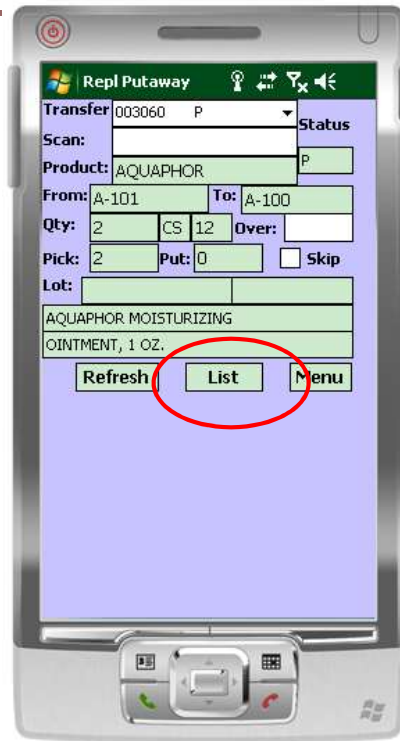 Repl Putaway
Transfer 003060 P
Status
Scan:
Product: AQUAPHOR P
From: A-101 To: A-100
Qty: 2 CS 12 Over:
Pick: 2 Put: 0 Skip
Lot:
AQUAPHOR MOISTURIZING
OINTMENT, 1 OZ.
Refresh List Menu